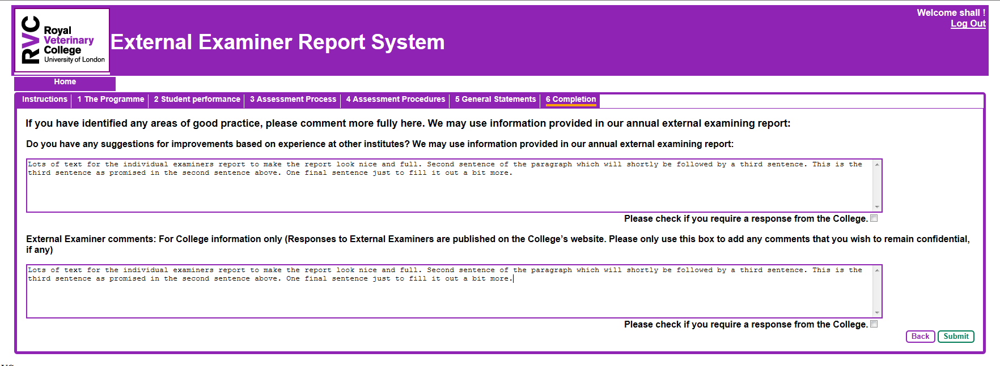 Welcome shall !
Log Out
RVC
Royal
Veterinary
College
University of London
External Examiner Report System
Home
Instructions 1 The Programme 2 Student performance 3 Assessment Process 4 Assessment Procedures 5 General Statements 6 Completion
If you have identified any areas of good practice, please comment more fully here. We may use information provided in our annual external examining report:
Do you have any suggestions for improvements based on experience at other institutes? We may use information provided in our annual external examining report:
Lots of text for the individual examiners report to make the report look nice and full. Second sentence of the paragraph which will shortly be followed by a third sentence. This is the
third sentence as promised in the second sentence above. One final sentence just to fill it out a bit more.
Please check if you require a response from the College.
External Examiner comments: For College information only (Responses to External Examiners are published on the College’s website. Please only use this box to add any comments that you wish to remain confidential,
if any)
Lots of text for the individual examiners report to make the report look nice and full. Second sentence of the paragraph which will shortly be followed by a third sentence. This is the
third sentence as promised in the second sentence above. One final sentence just to fill it out a bit more.
Please check if you require a response from the College.
Back Submit